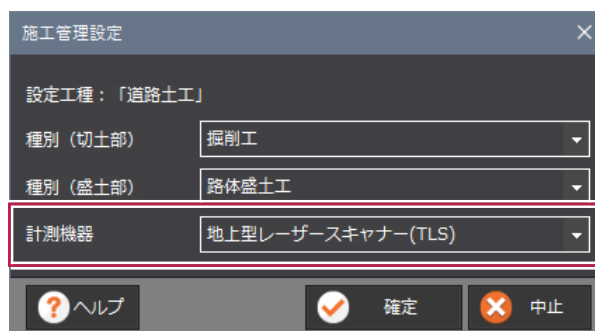 施工管理設定
設定工種：「道路土工」
種別（切土部） 掘削工
種別（盛土部） 路体盛土工
計測機器 地上型レーザースキャナー(TLS)
ヘルプ 確定 中止